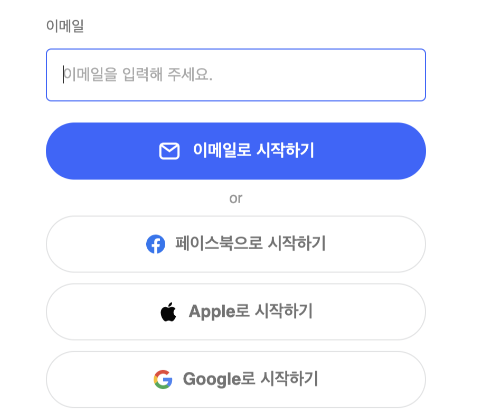 이메일
이메일을 입력해 주세요.
이메일로 시작하기
or
페이스북으로 시작하기
Apple로 시작하기
Google로 시작하기